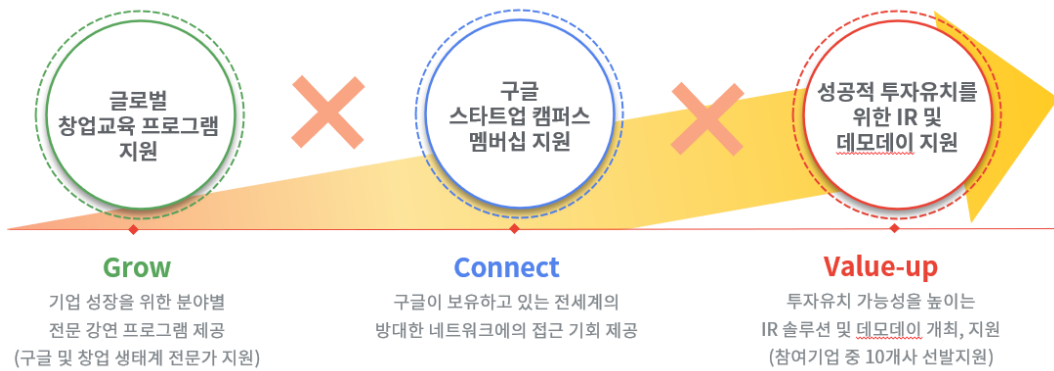 글로벌
창업교육 프로그램
지원
구글
스타트업 캠퍼스
멤버십 지원
성공적 투자유치를
위한 IR 및
데모데이 지원
Grow
기업 성장을 위한 분야별
전문 강연 프로그램 제공
(구글 및 창업 생태계 전문가 지원)
Connect
구글이 보유하고 있는 전세계의
방대한 네트워크에의 접근 기회 제공
Value-up
투자유치 가능성을 높이는
IR 솔루션 및 데모데이 개최, 지원
(참여기업 중 10개사 선발지원)